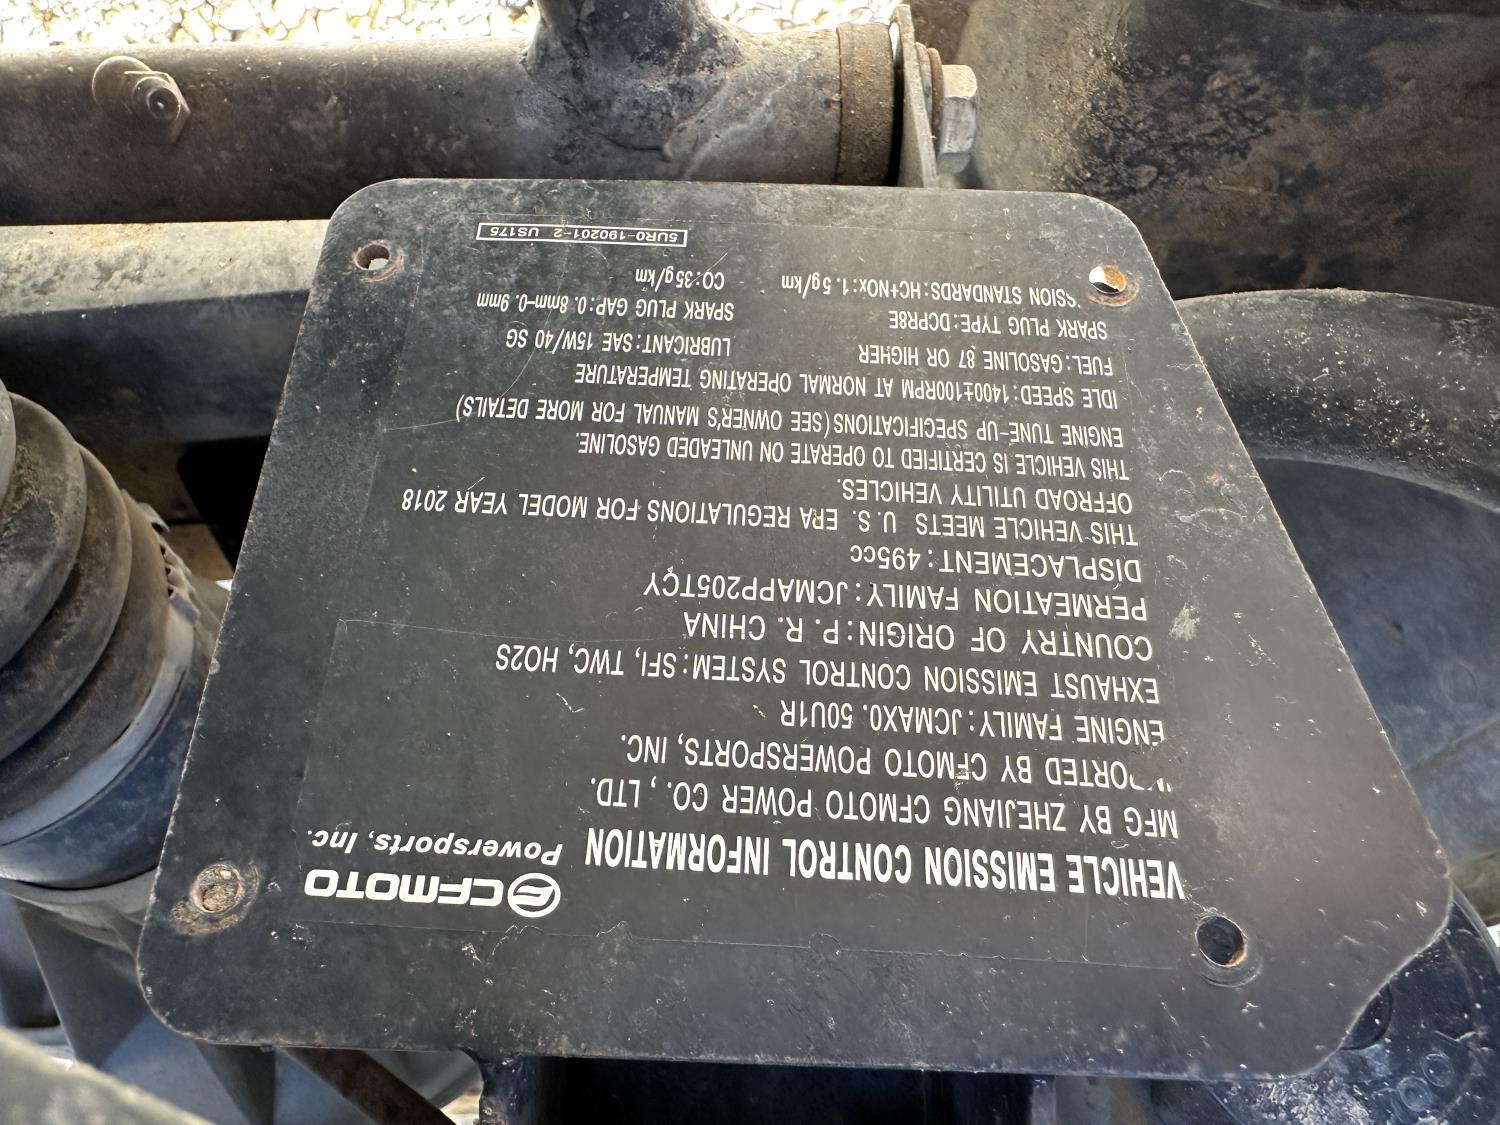 CFMOTO
Powersports, Inc.
VEHICLE EMISSION CONTROL INFORMATION
MFG BY ZHEJIANG CFMOTO POWER CO., LTD.
ORTED BY CFMOTO POWERSPORTS, INC.
ENGINE FAMILY:JCMAX0.50U1R
EXHAUST EMISSION CONTROL SYSTEM:SFI, TWC, HO2S
COUNTRY OF ORIGIN:P.R. CHINA
PERMEATION FAMILY:JCMAPP205TCY
DISPLACEMENT:495cc
THIS VEHICLE MEETS U.S. EPA REGULATIONS FOR MODEL YEAR 2018
OFFROAD UTILITY VEHICLES.
THIS VEHICLE IS CERTIFIED TO OPERATE ON UNLEADED GASOLINE.
ENGINE TUNE-UP SPECIFICATIONS(SEE OWNER'S MANUAL FOR MORE DETAILS)
IDLE SPEED:1400±100RPM AT NORMAL OPERATING TEMPERATURE
FUEL:GASOLINE 87 OR HIGHER LUBRICANT:SAE 15W/40 SG
SPARK PLUG TYPE:DCPR8E SPARK PLUG GAP:0.8mm-0.9mm
SSION STANDARDS:HC+NOx:1.5g/km CO:35g/km
5UR0-190201-2 US175